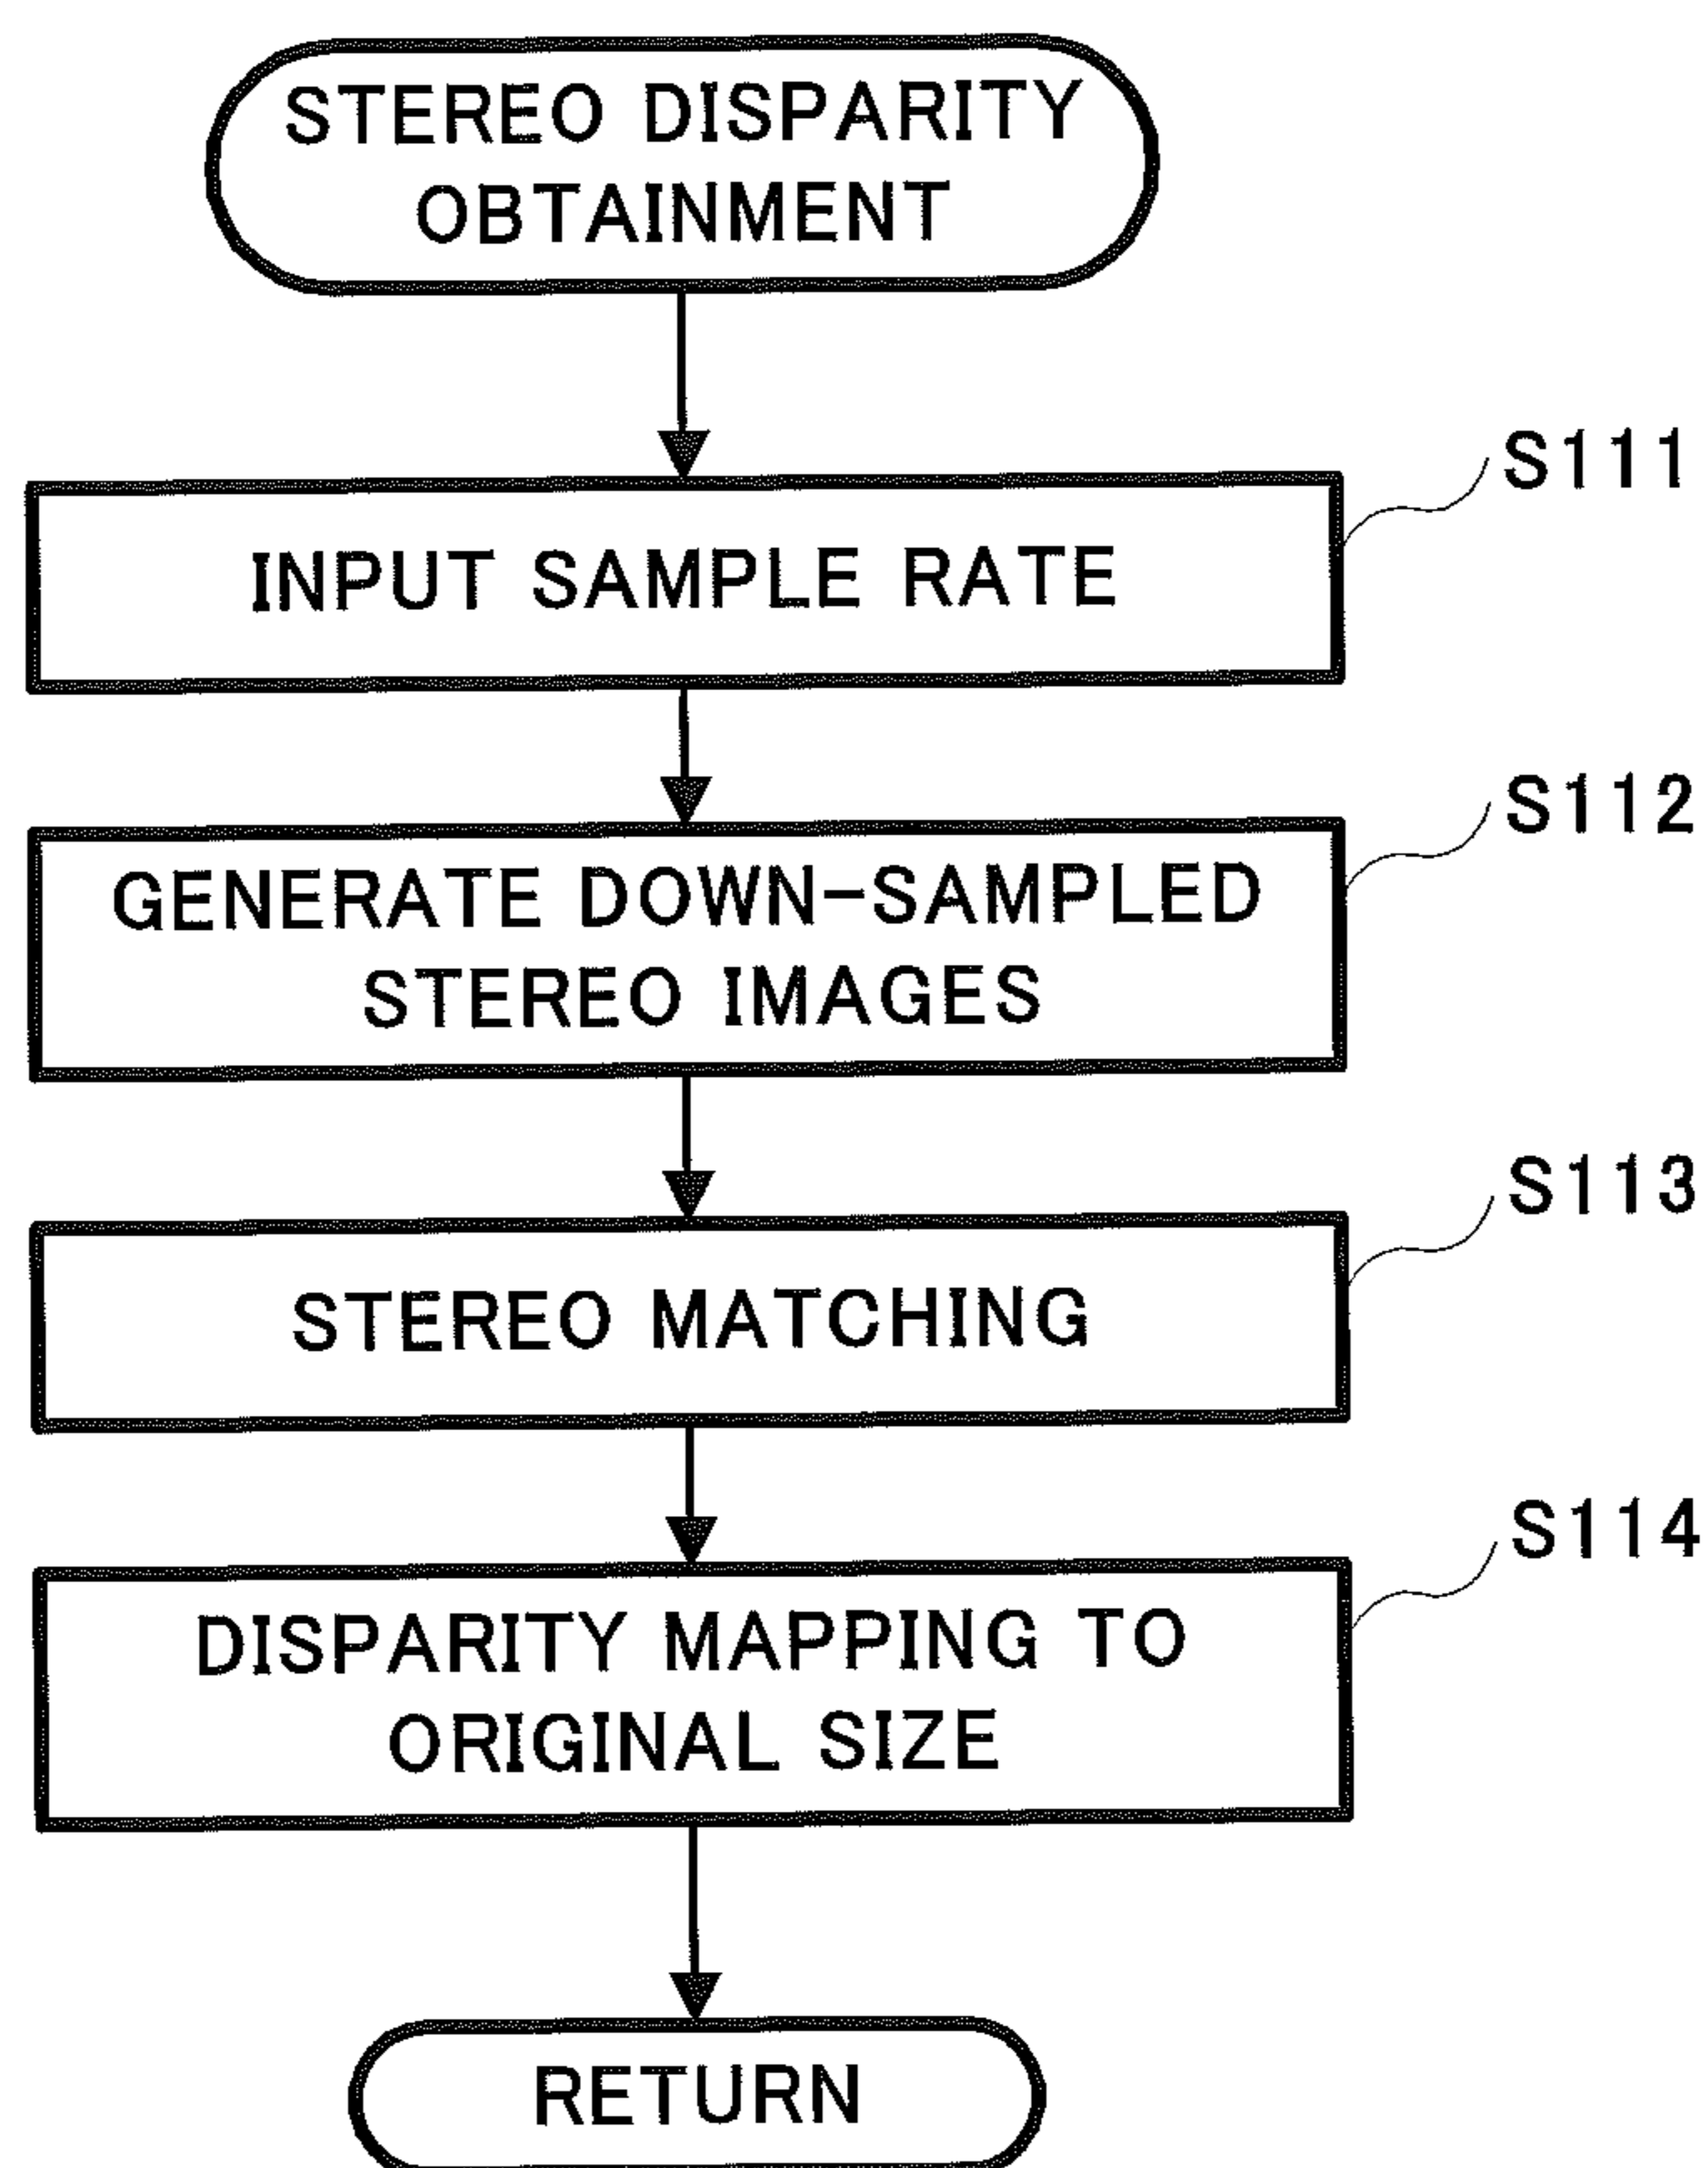 STEREO DISPARITY
OBTAINMENT
S111
INPUT SAMPLE RATE
S112
GENERATE DOWN-SAMPLED
STEREO IMAGES
S113
STEREO MATCHING
S114
DISPARITY MAPPING TO
ORIGINAL SIZE
RETURN